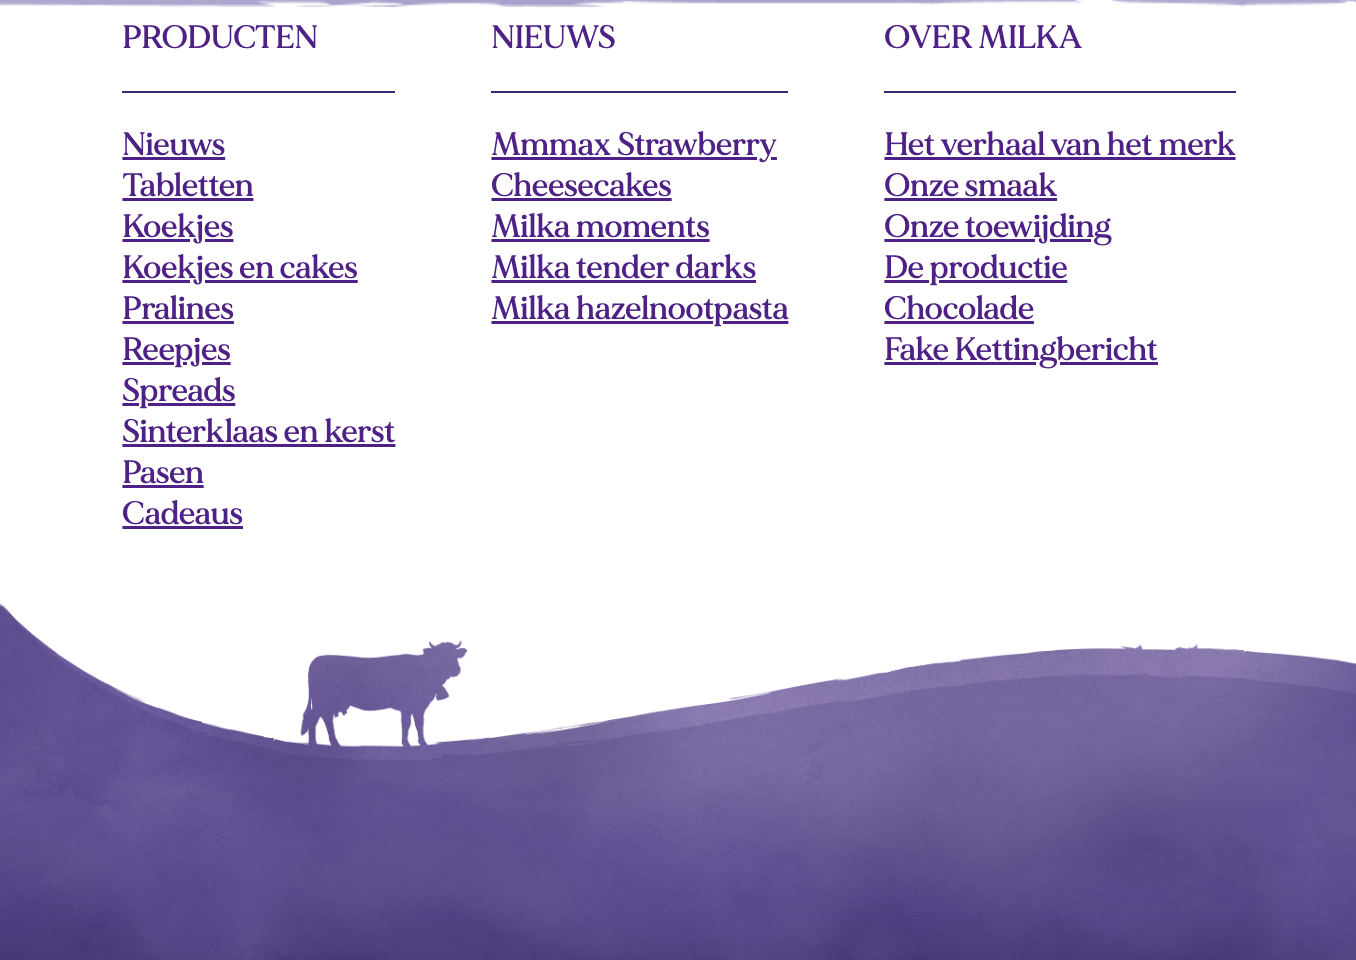 PRODUCTEN
Nieuws
Tabletten
Koekjes
Koekjes en cakes
Pralines
Reepjes
Spreads
Sinterklaas en kerst
Pasen
Cadeaus
NIEUWS
Mmmax Strawberry
Cheesecakes
Milka moments
Milka tender darks
Milka hazelnootpasta
OVER MILKA
Het verhaal van het merk
Onze smaak
Onze toewijding
De productie
Chocolade
Fake Kettingbericht